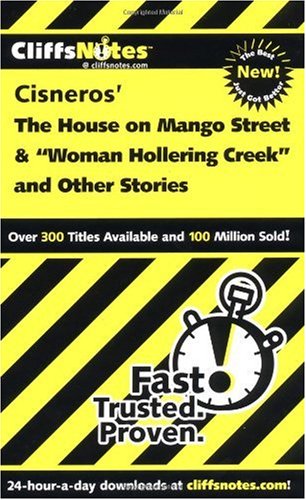 CliffsNotes™
@ cliffsnotes.com
The Best
Just Got Better
New!
Cisneros'
The House on Mango Street
& "Woman Hollering Creek"
and Other Stories
Over 300 Titles Available and 100 Million Sold!
Fast.
Trusted.
Proven.
24-hour-a-day downloads at cliffsnotes.com!